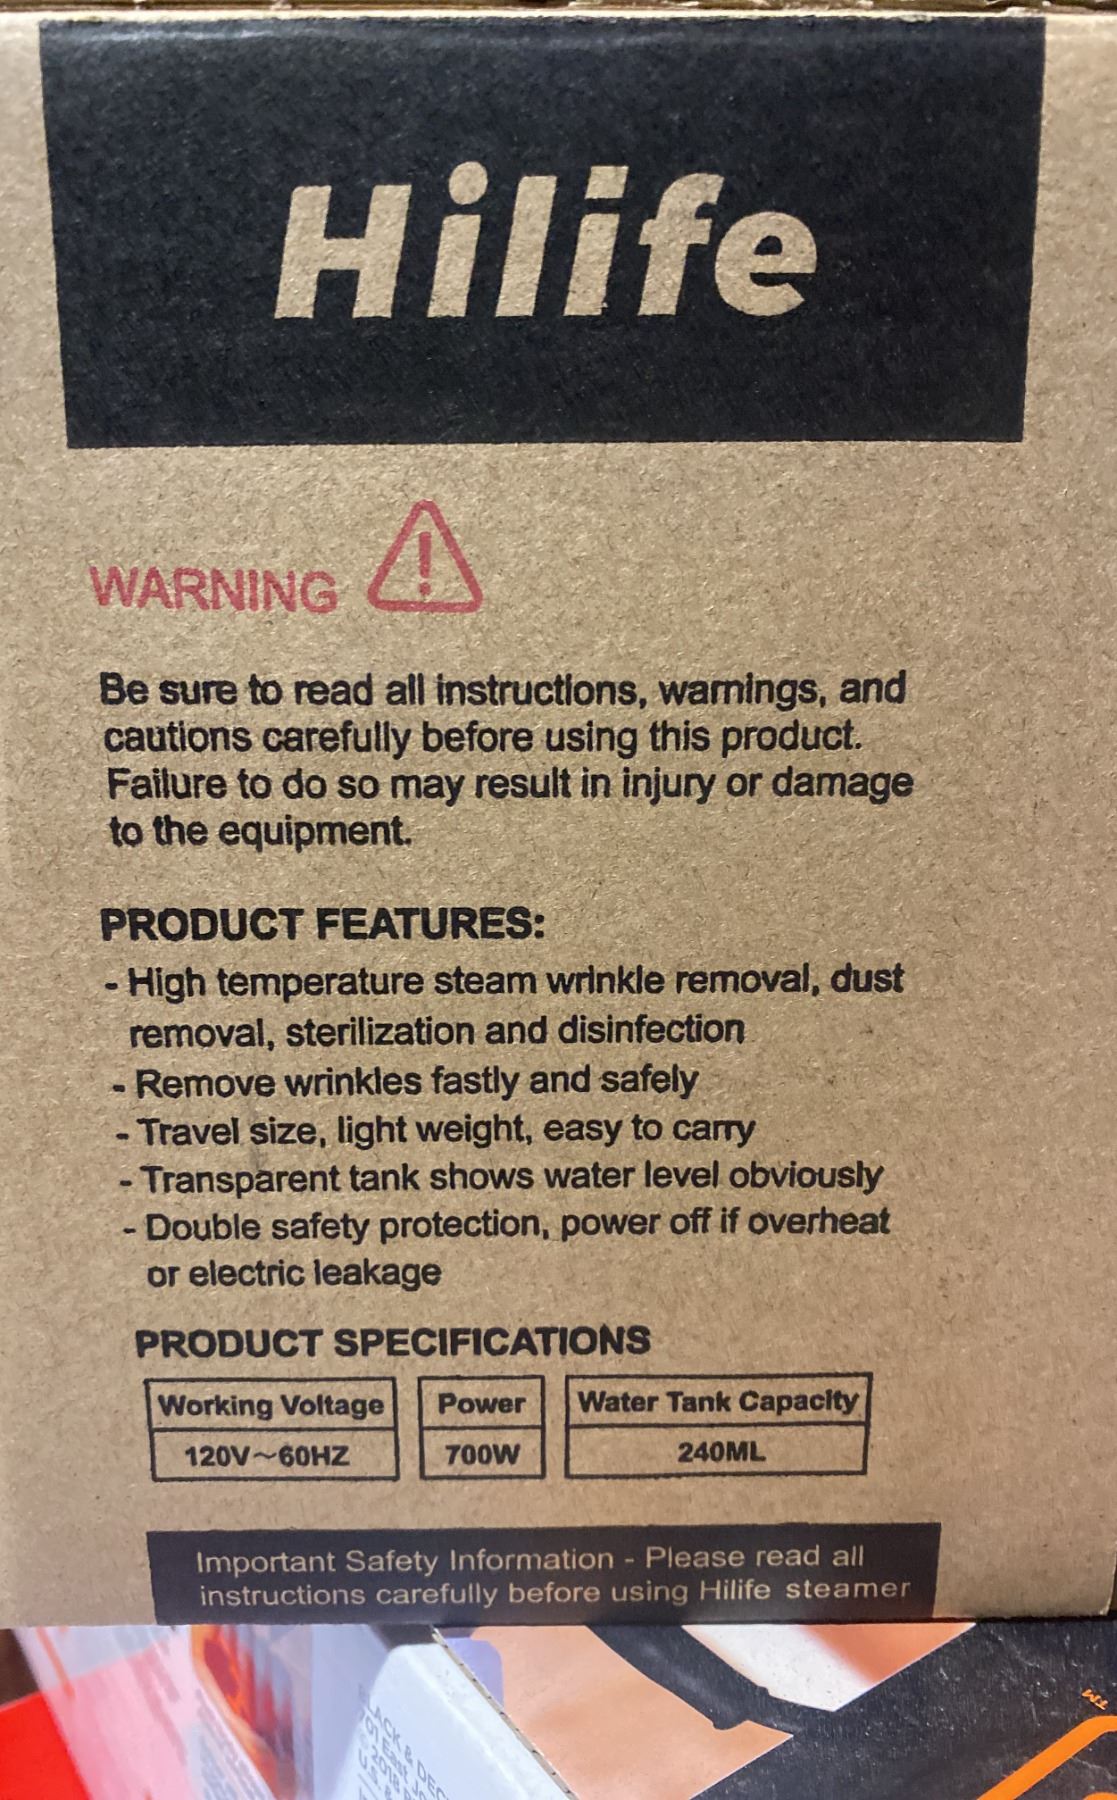 Hilife
WARNING
Be sure to read all instructions, warnings, and
cautions carefully before using this product.
Failure to do so may result in injury or damage
to the equipment.
PRODUCT FEATURES:
- High temperature steam wrinkle removal, dust
removal, sterilization and disinfection
- Remove wrinkles fastly and safely
- Travel size, light weight, easy to carry
- Transparent tank shows water level obviously
- Double safety protection, power off if overheat
or electric leakage
PRODUCT SPECIFICATIONS
Working Voltage Power Water Tank Capacity
120V~60HZ 700W 240ML
Important Safety Information - Please read all
instructions carefully before using Hilife steamer
TM